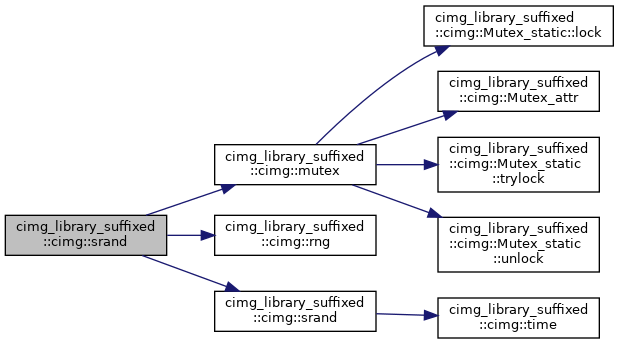 cimg_library_suffixed
::cimg::srand
cimg_library_suffixed
::cimg::mutex
cimg_library_suffixed
::cimg::rng
cimg_library_suffixed
::cimg::srand
cimg_library_suffixed
::cimg::Mutex_static::lock
cimg_library_suffixed
::cimg::Mutex_attr
cimg_library_suffixed
::cimg::Mutex_static
::trylock
cimg_library_suffixed
::cimg::Mutex_static
::unlock
cimg_library_suffixed
::cimg::time